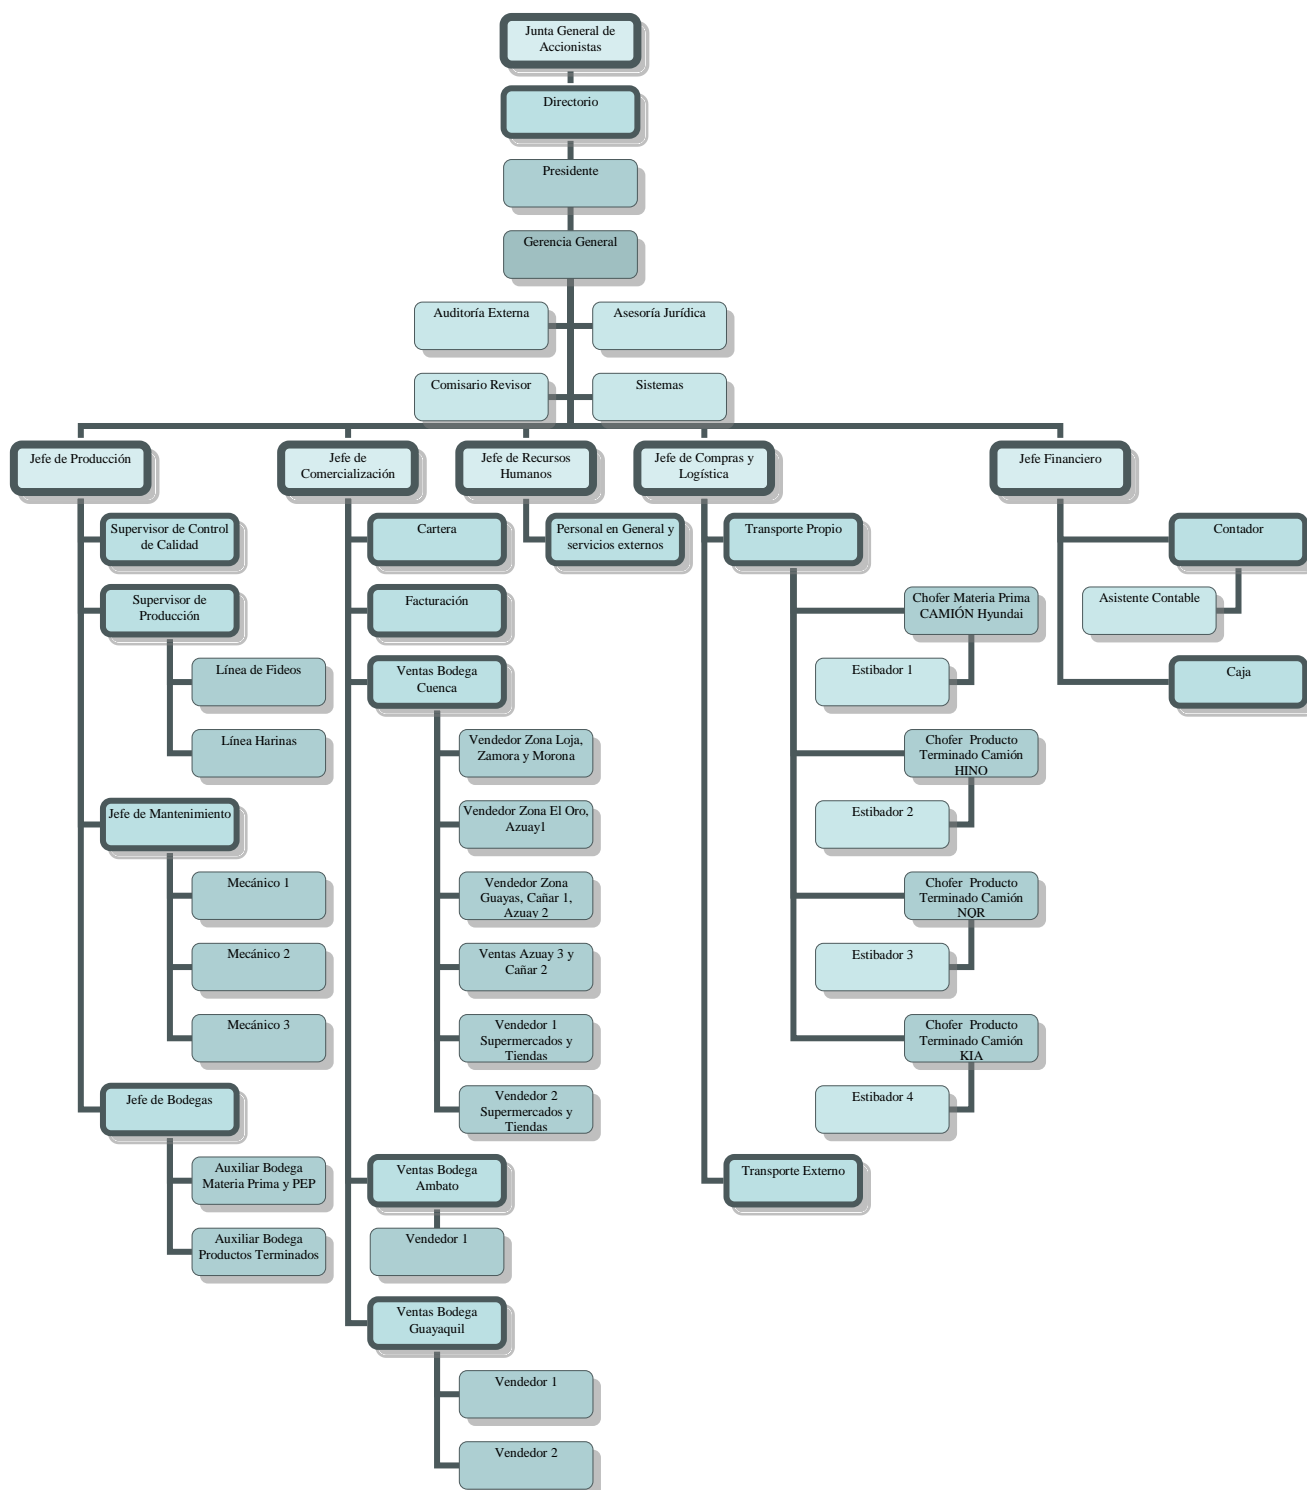 Junta General de
Accionistas
Directorio
Presidente
Gerencia General
Auditoría Externa
Asesoría Jurídica
Comisario Revisor
Sistemas
Jefe de Producción
Jefe de
Comercialización
Jefe de Recursos
Humanos
Jefe de Compras y
Logística
Jefe Financiero
Supervisor de Control
de Calidad
Supervisor de
Producción
Línea de Fideos
Línea Harinas
Jefe de Mantenimiento
Mecánico 1
Mecánico 2
Mecánico 3
Jefe de Bodegas
Auxiliar Bodega
Materia Prima y PEP
Auxiliar Bodega
Productos Terminados
Cartera
Facturación
Ventas Bodega
Cuenca
Vendedor Zona Loja,
Zamora y Morona
Vendedor Zona El Oro,
Azuay1
Vendedor Zona
Guayas, Cañar 1,
Azuay 2
Ventas Azuay 3 y
Cañar 2
Vendedor 1
Supermercados y
Tiendas
Vendedor 2
Supermercados y
Tiendas
Ventas Bodega
Ambato
Vendedor 1
Ventas Bodega
Guayaquil
Vendedor 1
Vendedor 2
Personal en General y
servicios externos
Transporte Propio
Chofer Materia Prima
CAMIÓN Hyundai
Estibador 1
Chofer Producto
Terminado Camión
HINO
Estibador 2
Chofer Producto
Terminado Camión
NQR
Estibador 3
Chofer Producto
Terminado Camión
KIA
Estibador 4
Transporte Externo
Contador
Asistente Contable
Caja